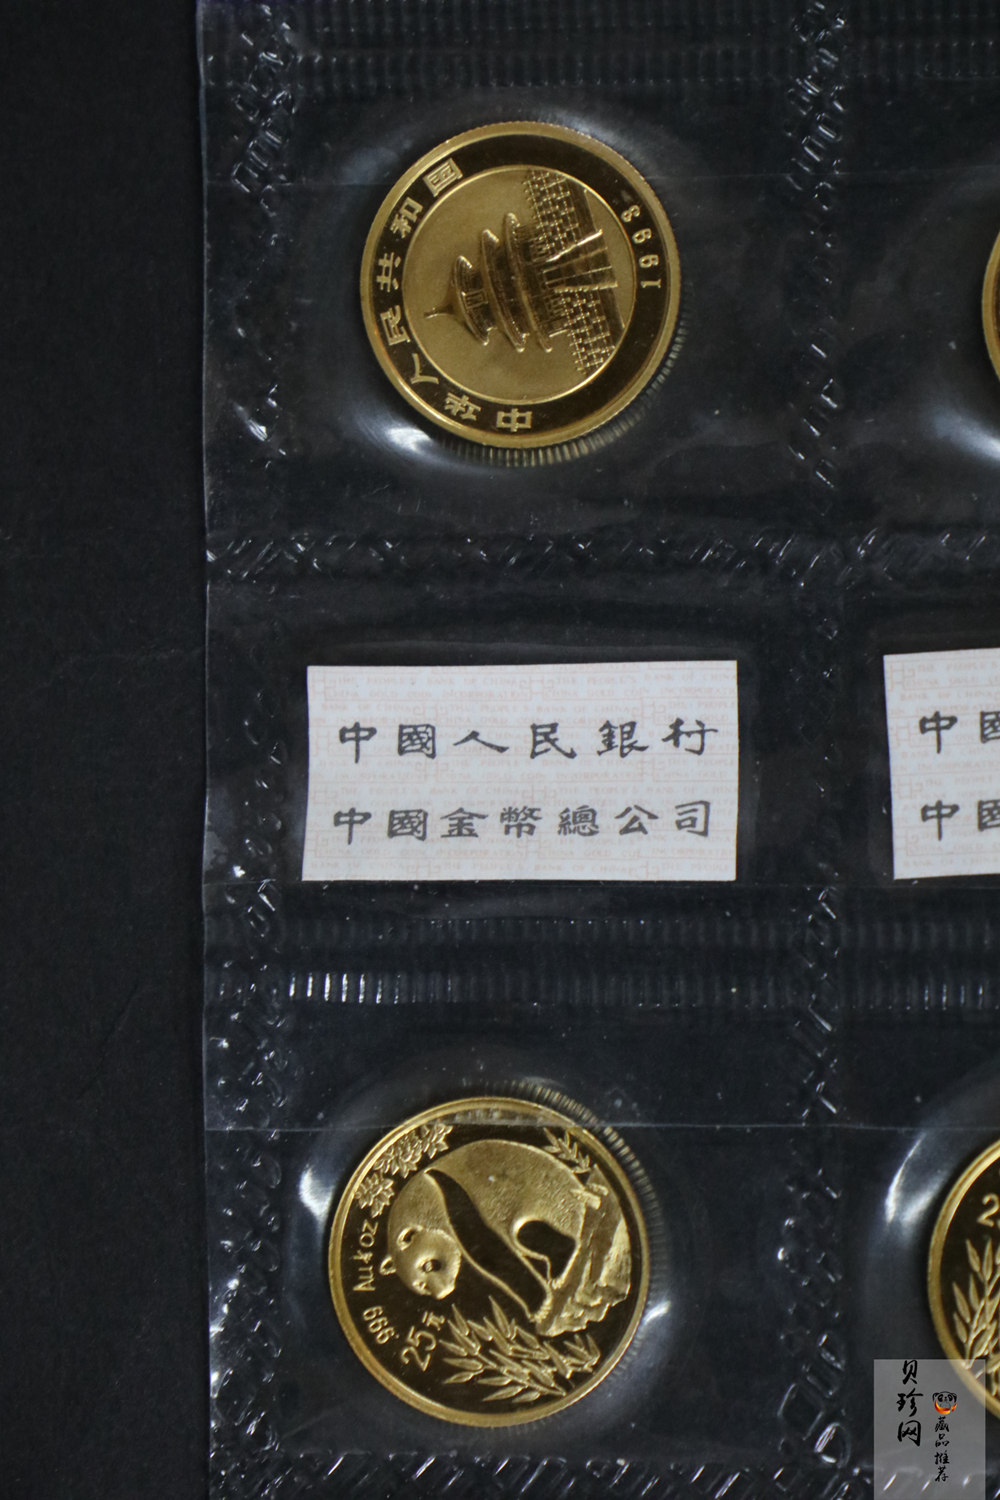 中华人民共和国
1993
中國人民銀行
中國金幣總公司
中國
中國
Au ¼ OZ
999
25元
2
贝珍网
藏品推荐